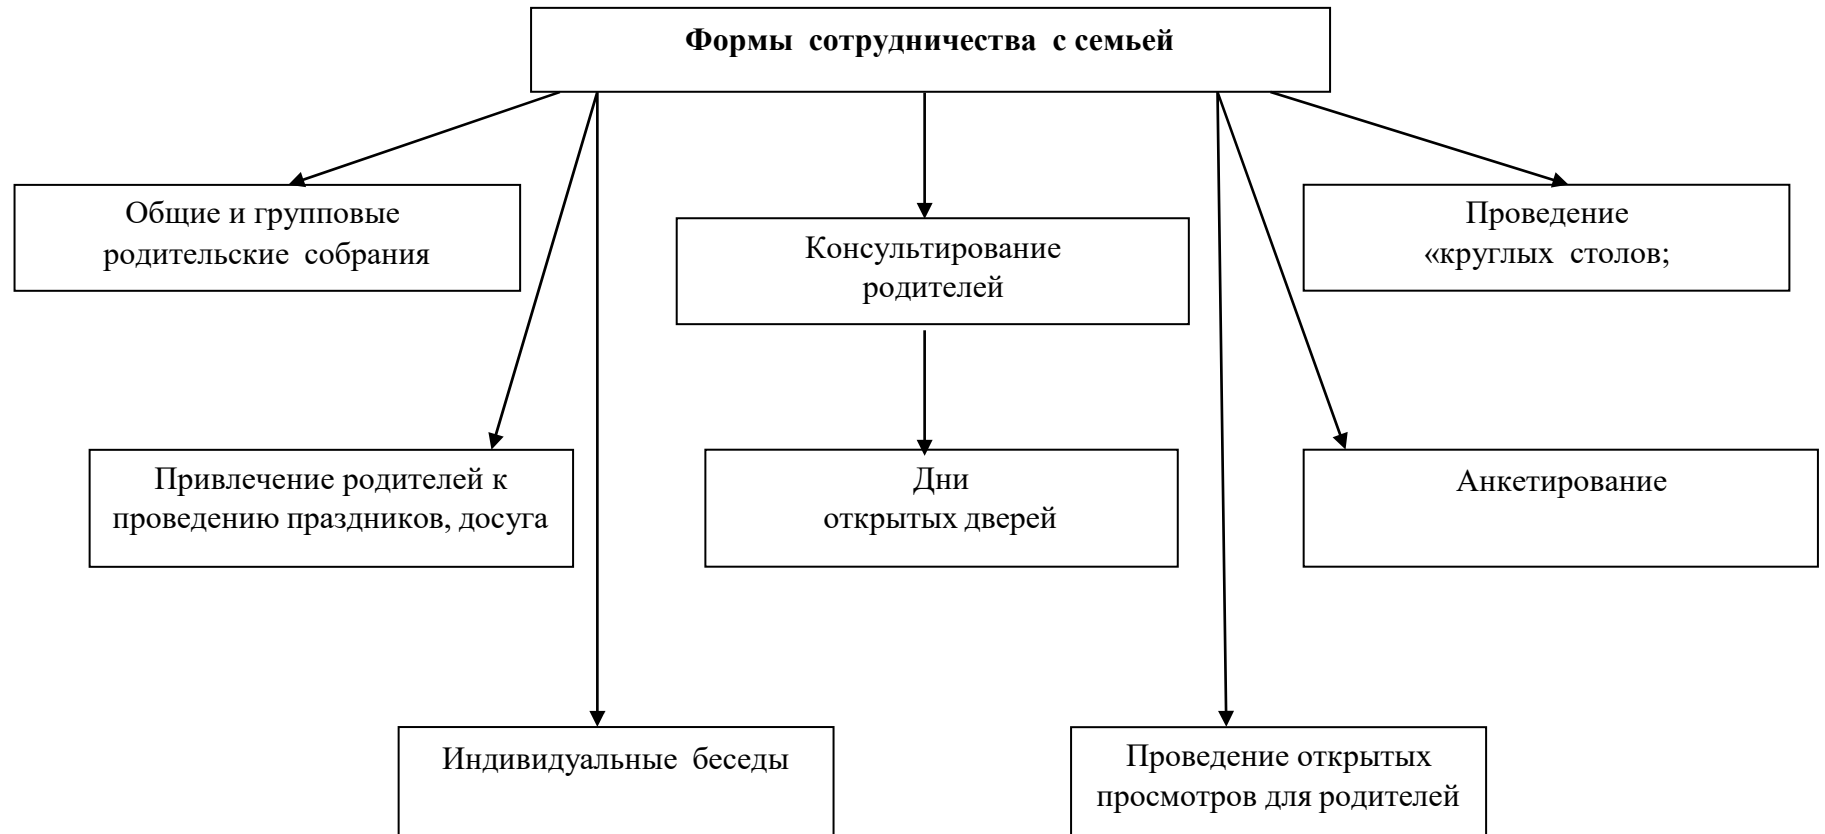 Формы сотрудничества с семьей
Общие и групповые
родительские собрания
Консультирование
родителей
Проведение
«круглых столов;
Привлечение родителей к
проведению праздников, досуга
Дни
открытых дверей
Анкетирование
Индивидуальные беседы
Проведение открытых
просмотров для родителей